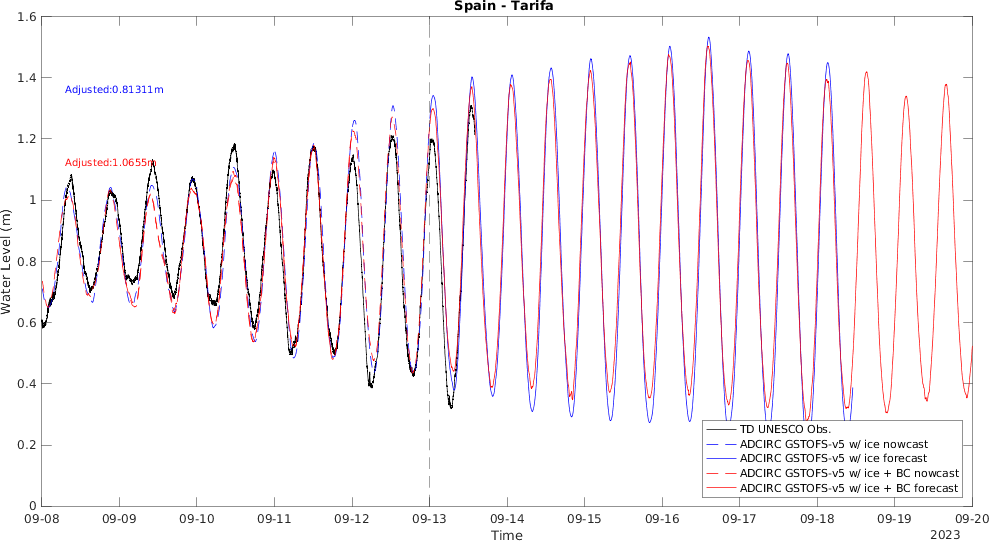 Spain - Tarifa
1.6
1.4
1.2
1
0.8
0.6
0.4
0.2
0
Water Level (m)
Adjusted:0.81311m
Adjusted:1.0655m
TD UNESCO Obs.
ADCIRC GSTOFS-v5 w/ ice nowcast
ADCIRC GSTOFS-v5 w/ ice forecast
ADCIRC GSTOFS-v5 w/ ice + BC nowcast
ADCIRC GSTOFS-v5 w/ ice + BC forecast
09-08 09-09 09-10 09-11 09-12 09-13 09-14 09-15 09-16 09-17 09-18 09-19 09-20
Time
2023